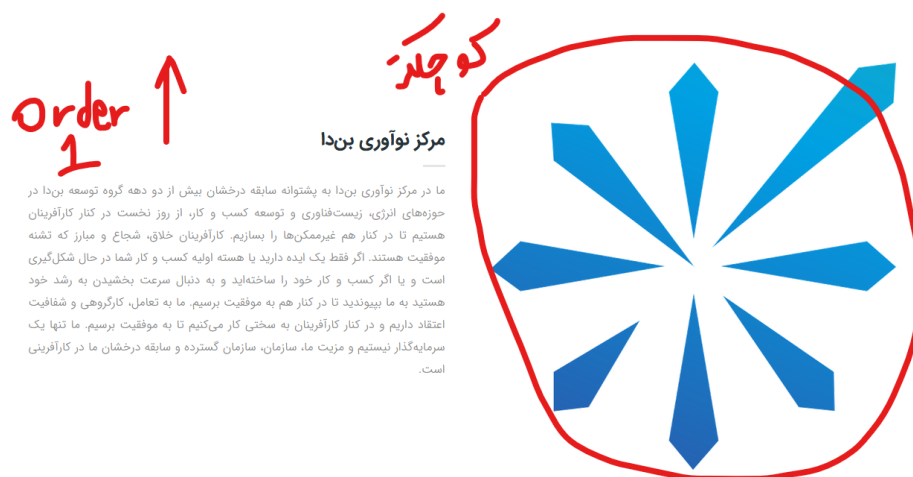 کوچکتر
Order
1
مرکز نوآوری بن‌دا
ما در مرکز نوآوری بن‌دا به پشتوانه سابقه درخشان بیش از دو دهه گروه توسعه بن‌دا در
حوزه‌های انرژی، زیست‌فناوری و توسعه کسب و کار، از روز نخست در کنار کارآفرینان
هستیم تا در کنار هم غیرممکن‌ها را بسازیم. کارآفرینان خلاق، شجاع و مبارز که تشنه
موفقیت هستند. اگر فقط یک ایده دارید یا هسته اولیه کسب و کار شما در حال شکل‌گیری
است و یا اگر کسب و کار خود را ساخته‌اید و به دنبال سرعت بخشیدن به رشد خود
هستید به ما بپیوندید تا در کنار هم به موفقیت برسیم. ما به تعامل، کارگروهی و شفافیت
اعتقاد داریم و در کنار کارآفرینان به سختی کار می‌کنیم تا به موفقیت برسیم. ما تنها یک
سرمایه‌گذار نیستیم و مزیت ما، سازمان، سازمان گسترده و سابقه درخشان ما در کارآفرینی
است.